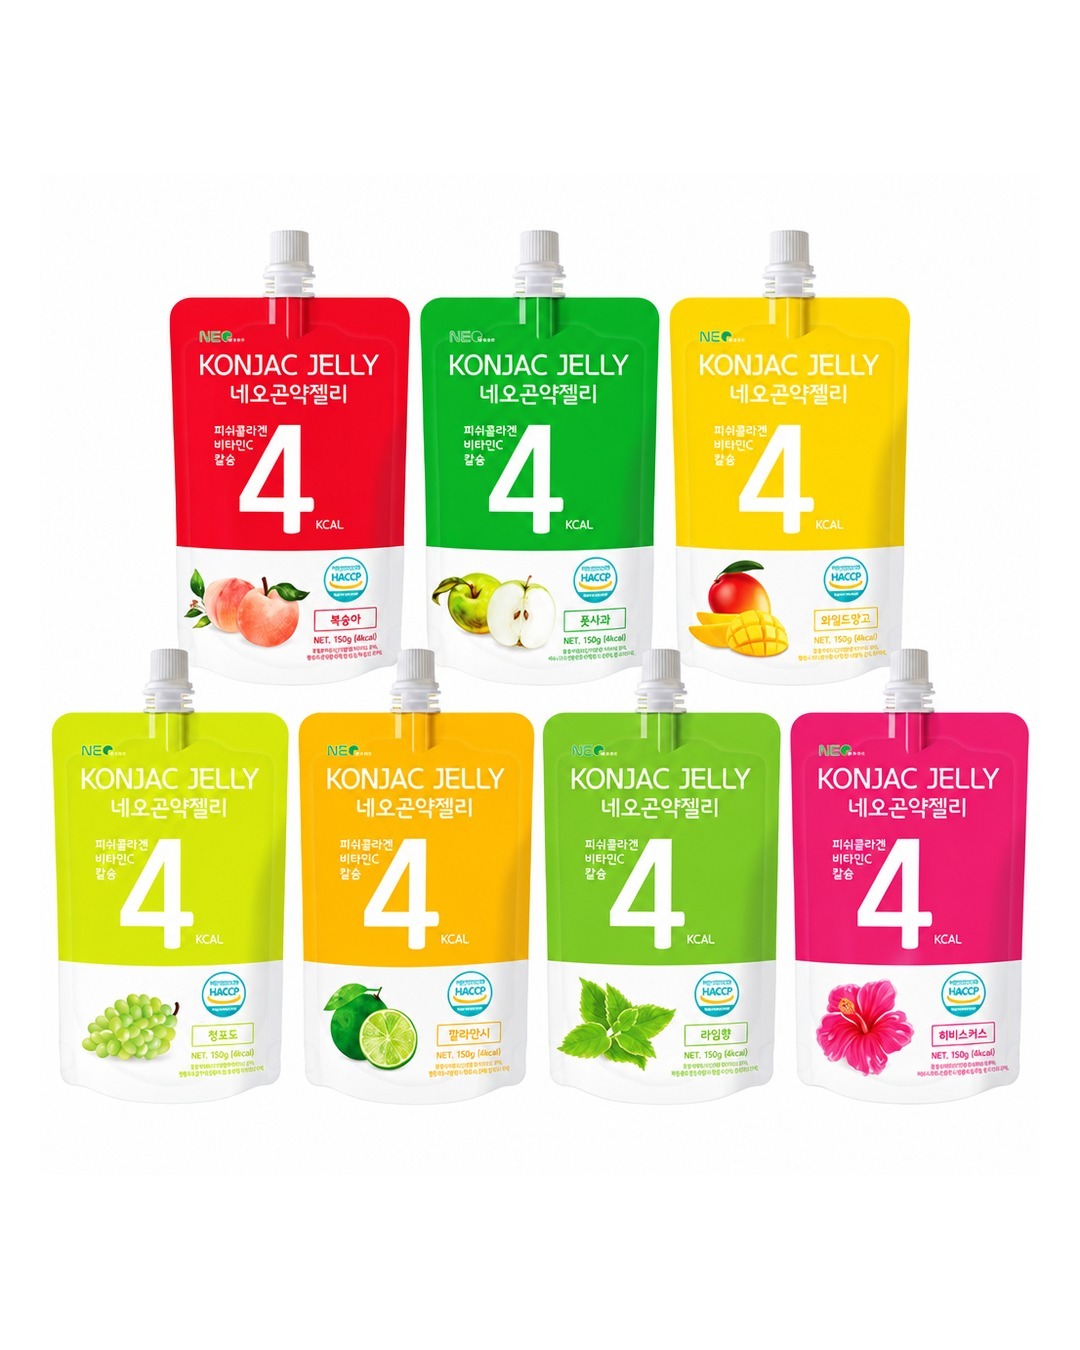 NEO
KONJAC JELLY
네오곤약젤리
피쉬콜라겐
비타민C
칼슘
4
KCAL
HACCP
복숭아
NET. 150g (4kcal)
NEO
KONJAC JELLY
네오곤약젤리
피쉬콜라겐
비타민C
칼슘
4
KCAL
HACCP
풋사과
NET. 150g (4kcal)
NEO
KONJAC JELLY
네오곤약젤리
피쉬콜라겐
비타민C
칼슘
4
KCAL
HACCP
와일드망고
NET. 150g (4kcal)
NEO
KONJAC JELLY
네오곤약젤리
피쉬콜라겐
비타민C
칼슘
4
KCAL
HACCP
청포도
NET. 150g (4kcal)
NEO
KONJAC JELLY
네오곤약젤리
피쉬콜라겐
비타민C
칼슘
4
KCAL
HACCP
깔라만시
NET. 150g (4kcal)
NEO
KONJAC JELLY
네오곤약젤리
피쉬콜라겐
비타민C
칼슘
4
KCAL
HACCP
라임향
NET. 150g (4kcal)
NEO
KONJAC JELLY
네오곤약젤리
피쉬콜라겐
비타민C
칼슘
4
KCAL
HACCP
히비스커스
NET. 150g (4kcal)